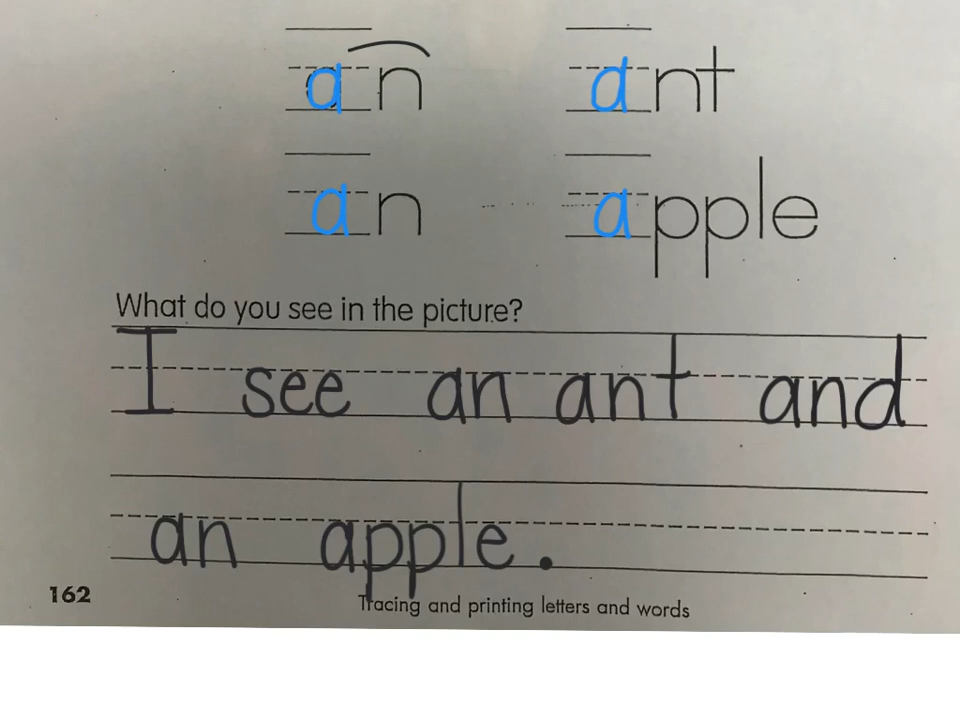 an ant
an apple
What do you see in the picture?
I see an ant and
an apple.
162 Tracing and printing letters and words